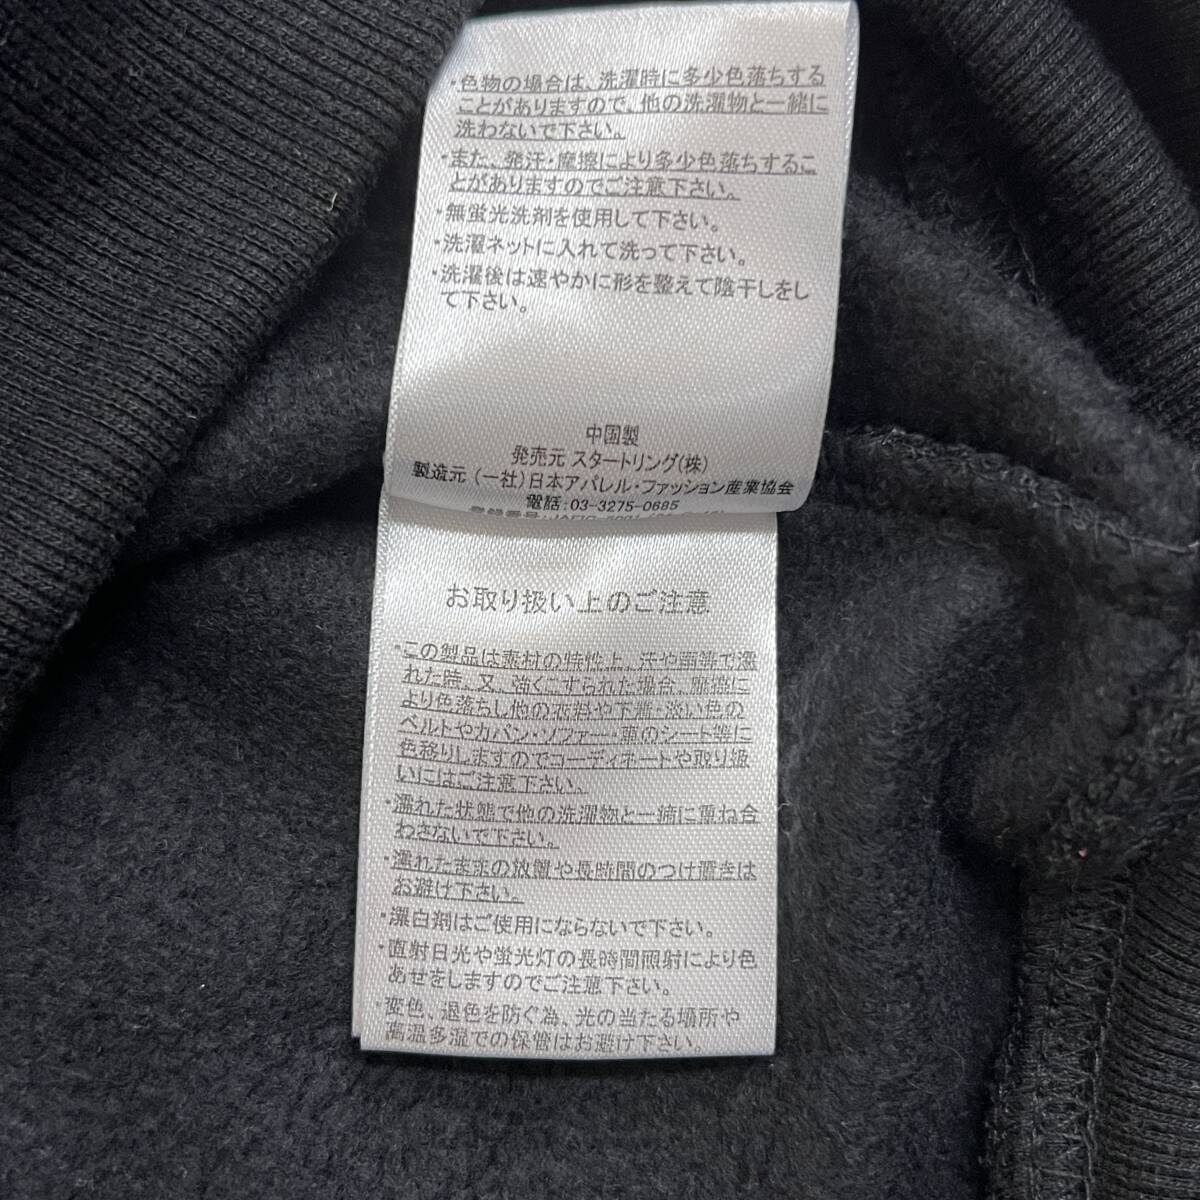 ・色物の場合は、洗濯時に多少色落ちする
ことがありますので、他の洗濯物と一緒に
洗わないで下さい。
・また、発汗・摩擦により多少色落ちするこ
とがありますのでご注意下さい。
・無蛍光洗剤を使用して下さい。
・洗濯ネットに入れて洗って下さい。
・洗濯後は速やかに形を整えて陰干しをし
て下さい。
中国製
発売元 スタートリング(株)
製造元 (一社)日本アパレル・ファッション産業協会
電話:03-3275-0685
お取り扱い上のご注意
・この製品は素材の特性上、汗や雨等で濡
れた時、又、強くこすられた場合、摩擦に
より色落ちし他の衣料や下着・淡い色の
ベルトやカバン・ソファー・車のシート等に
色移りしますのでコーディネートや取り扱
いにはご注意下さい。
・濡れた状態で他の洗濯物と一緒に重ね合
わさないで下さい。
・濡れたままの放置や長時間のつけ置きは
お避け下さい。
・漂白剤はご使用にならないで下さい。
・直射日光や蛍光灯の長時間照射により色
あせをしますのでご注意下さい。
・変色、退色を防ぐ為、光の当たる場所や
高温多湿での保管はお避け下さい。